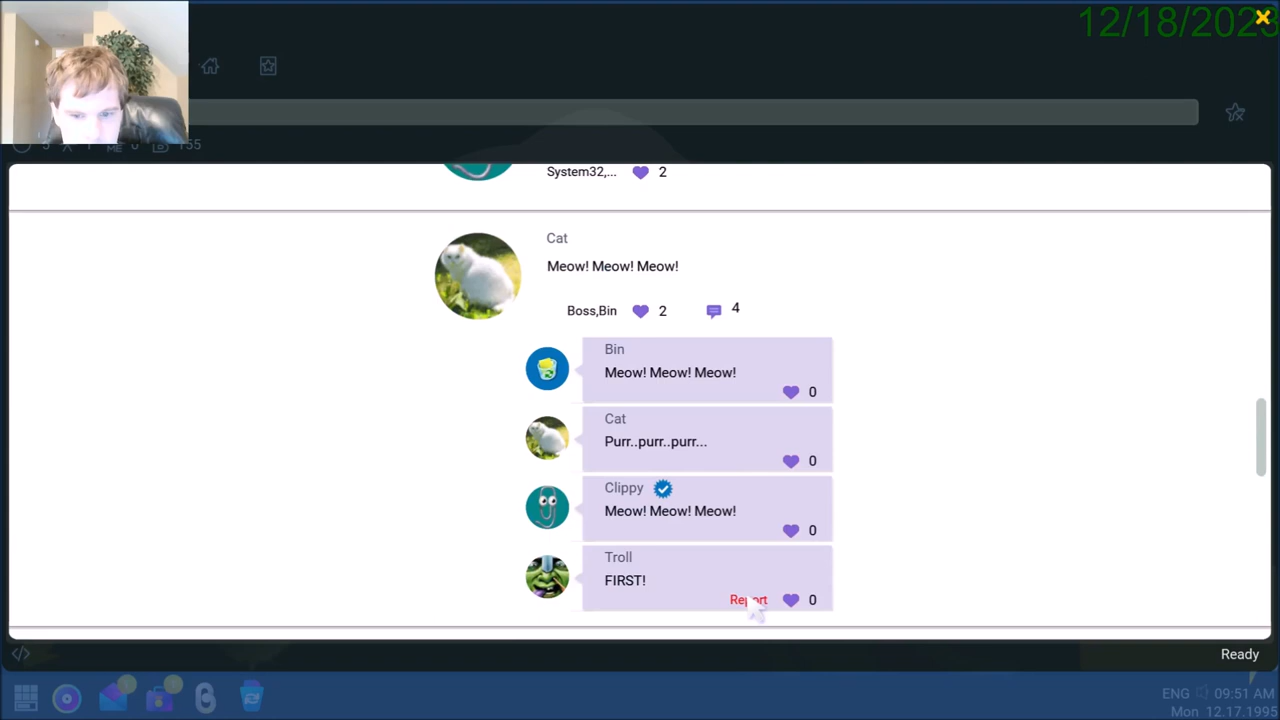 12/18/2023
155
System32,... 2
Cat
Meow! Meow! Meow!
Boss,Bin 2 4
Bin
Meow! Meow! Meow!
0
Cat
Purr..purr..purr...
0
Clippy
Meow! Meow! Meow!
0
Troll
FIRST!
Report 0
Ready
ENG 09:51 AM
Mon 12.17.1995